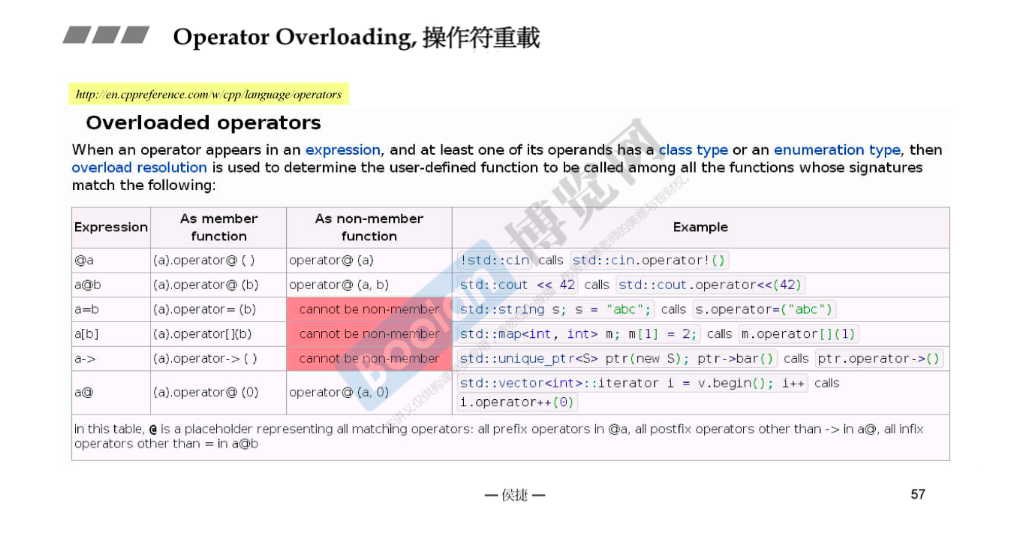 Operator Overloading, 操作符重載
http://en.cppreference.com/w/cpp/language/operators
Overloaded operators
When an operator appears in an expression, and at least one of its operands has a class type or an enumeration type, then
overload resolution is used to determine the user-defined function to be called among all the functions whose signatures
match the following:
Expression As member function As non-member function Example
@a (a).operator@ ( ) operator@ (a) !std::cin calls std::cin.operator!()
a@b (a).operator@ (b) operator@ (a, b) std::cout << 42 calls std::cout.operator<<(42)
a=b (a).operator= (b) cannot be non-member std::string s; s = "abc"; calls s.operator=("abc")
a[b] (a).operator[](b) cannot be non-member std::map<int, int> m; m[1] = 2; calls m.operator[](1)
a-> (a).operator-> ( ) cannot be non-member std::unique_ptr<S> ptr(new S); ptr->bar() calls ptr.operator->()
a@ (a).operator@ (0) operator@ (a, 0) std::vector<int>::iterator i = v.begin(); i++ calls
i.operator++(0)
in this table, @ is a placeholder representing all matching operators: all prefix operators in @a, all postfix operators other than -> in a@, all infix
operators other than = in a@b
Boolan 博览网
— 侯捷 —
57